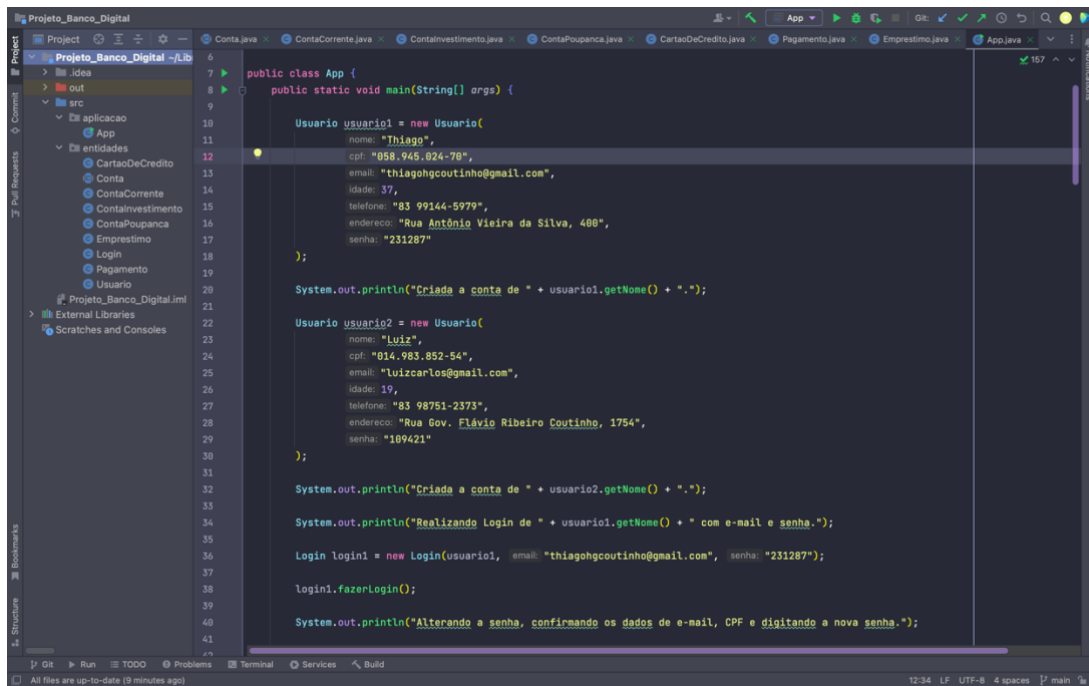 Projeto_Banco_Digital
App
Git:
Project
Conta.java
ContaCorrente.java
ContaInvestimento.java
ContaPoupanca.java
CartaoDeCredito.java
Pagamento.java
Emprestimo.java
App.java
Projeto_Banco_Digital ~/Lib
.idea
out
src
aplicacao
App
entidades
CartaoDeCredito
Conta
ContaCorrente
ContaInvestimento
ContaPoupanca
Emprestimo
Login
Pagamento
Usuario
Projeto_Banco_Digital.iml
External Libraries
Scratches and Consoles
Project
Commit
Pull Requests
Bookmarks
Structure
157
6
7 public class App {
8 public static void main(String[] args) {
9
10 Usuario usuario1 = new Usuario(
11 nome: "Thiago",
12 cpf: "058.945.024-70",
13 email: "thiagohgcoutinho@gmail.com",
14 idade: 37,
15 telefone: "83 99144-5979",
16 endereco: "Rua Antônio Vieira da Silva, 400",
17 senha: "231287"
18 );
19
20 System.out.println("Criada a conta de " + usuario1.getNome() + ".");
21
22 Usuario usuario2 = new Usuario(
23 nome: "Luiz",
24 cpf: "014.983.852-54",
25 email: "luizcarlos@gmail.com",
26 idade: 19,
27 telefone: "83 98751-2373",
28 endereco: "Rua Gov. Flávio Ribeiro Coutinho, 1754",
29 senha: "109421"
30 );
31
32 System.out.println("Criada a conta de " + usuario2.getNome() + ".");
33
34 System.out.println("Realizando Login de " + usuario1.getNome() + " com e-mail e senha.");
35
36 Login login1 = new Login(usuario1, email: "thiagohgcoutinho@gmail.com", senha: "231287");
37
38 login1.fazerLogin();
39
40 System.out.println("Alterando a senha, confirmando os dados de e-mail, CPF e digitando a nova senha.");
41
Git
Run
TODO
Problems
Terminal
Services
Build
All files are up-to-date (9 minutes ago)
12:34 LF UTF-8 4 spaces main